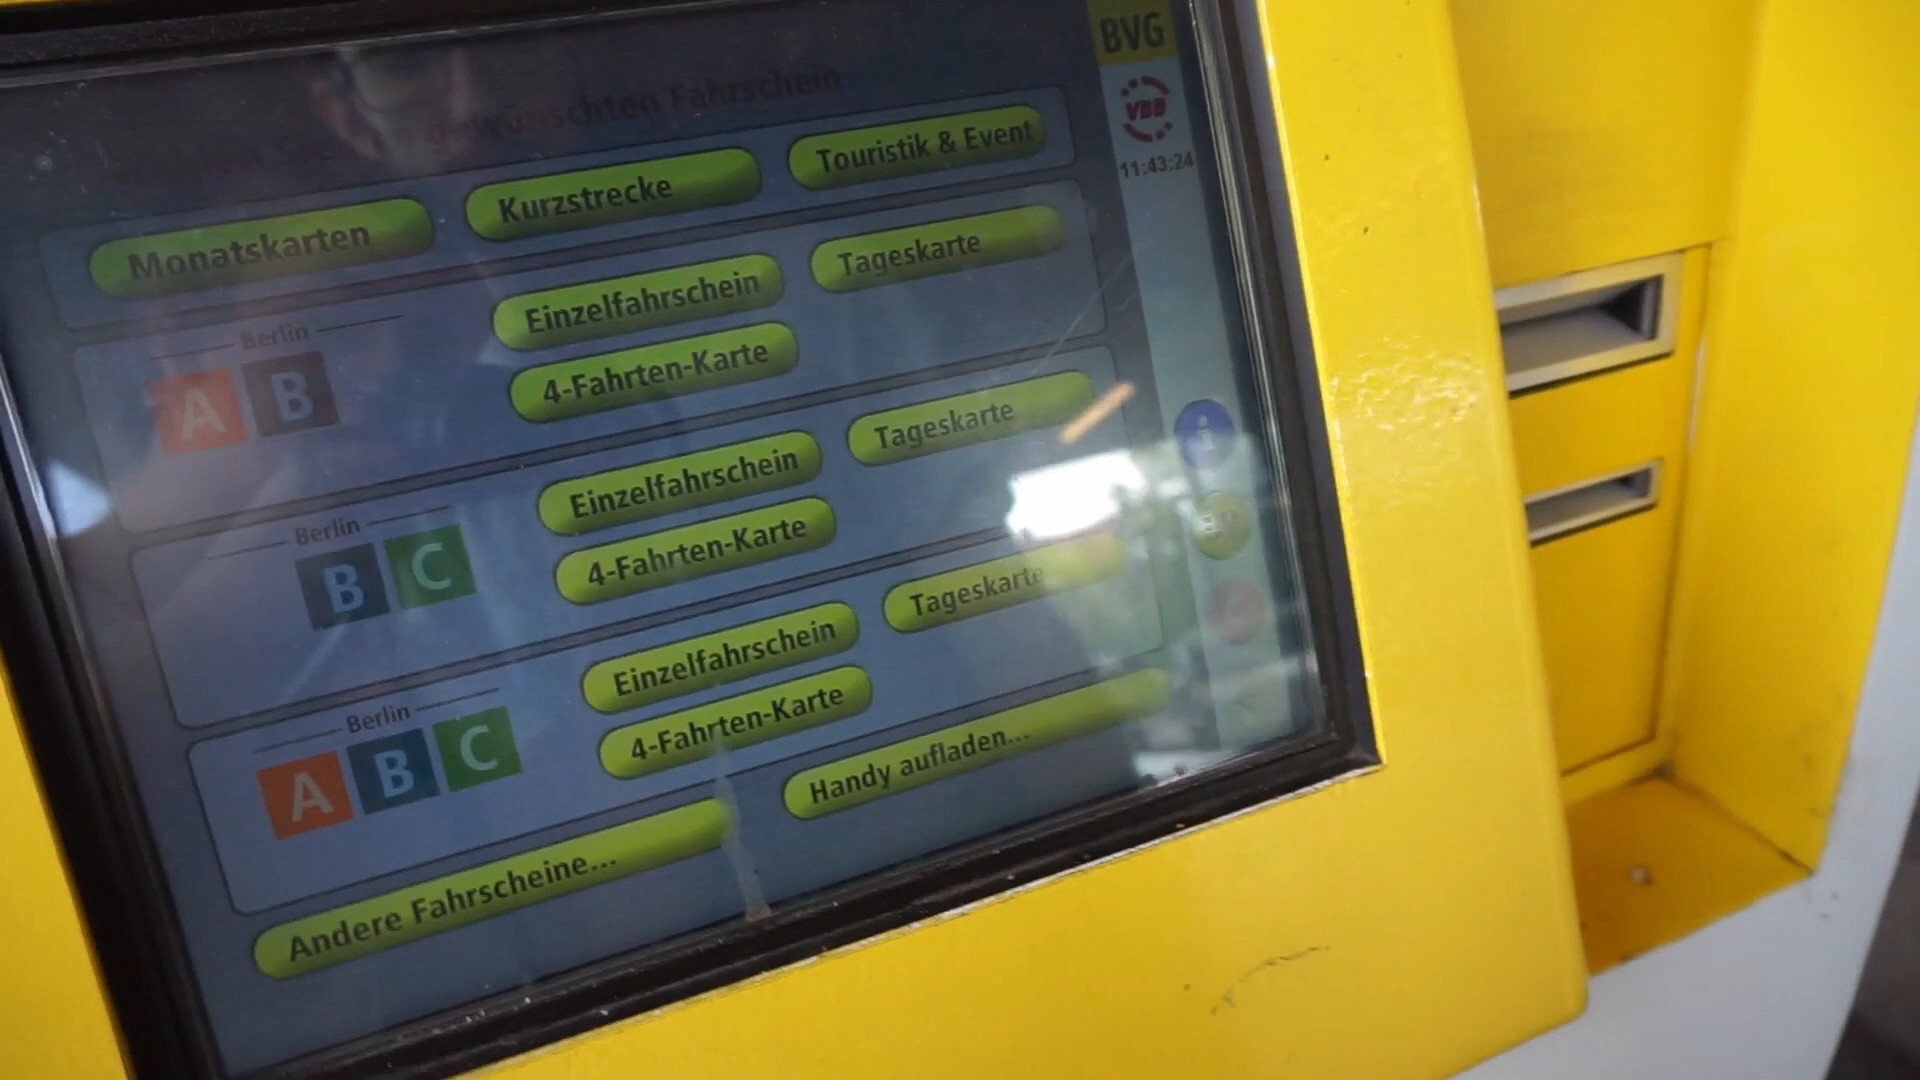 BVG
gewünschten Fahrschein
VBB
11:43:24
Monatskarten
Kurzstrecke
Touristik & Event
Berlin
A B
Einzelfahrschein
Tageskarte
4-Fahrten-Karte
Berlin
B C
Einzelfahrschein
Tageskarte
4-Fahrten-Karte
Berlin
A B C
Einzelfahrschein
Tageskarte
4-Fahrten-Karte
Andere Fahrscheine...
Handy aufladen...
i